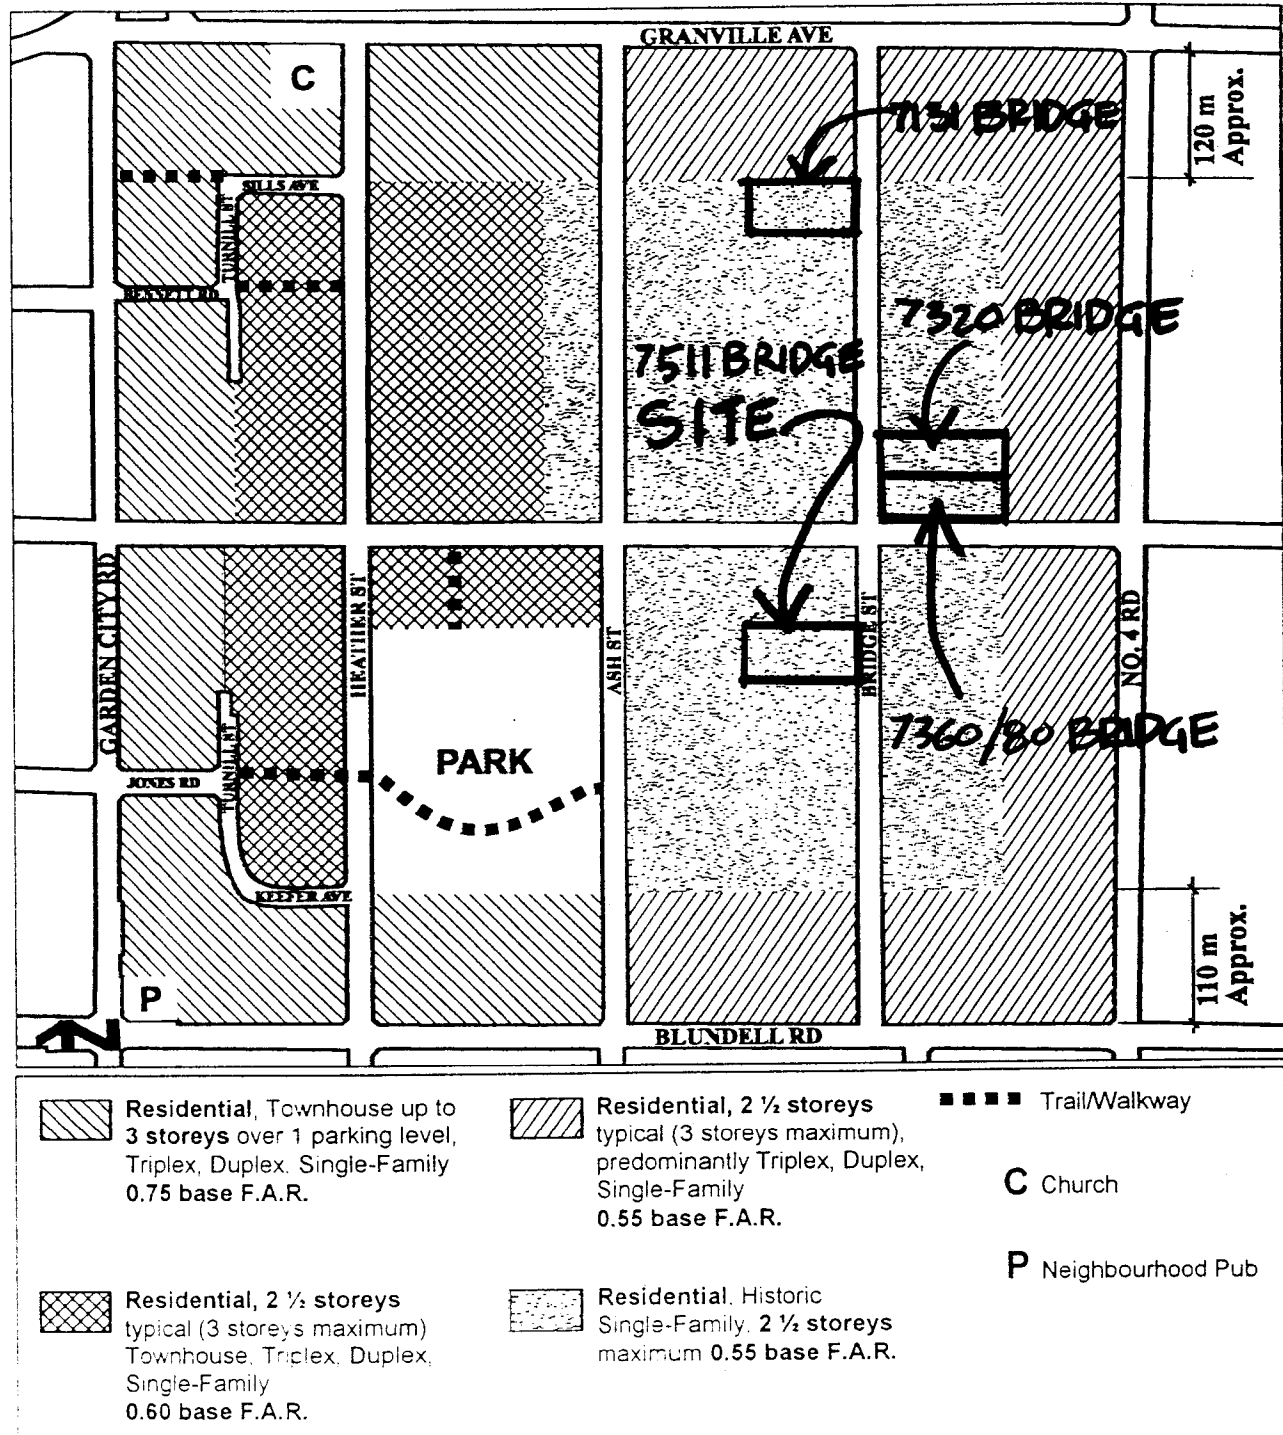 GRANVILLE AVE
C
7131 BRIDGE
120 m
Approx.
SILLS AVE
TURNILL ST
BESSETT RD
7320 BRIDGE
7511 BRIDGE
SITE
GARDEN CITY RD
HEATHER ST
ASH ST
BRIDGE ST
NO. 4 RD
7360/80 BRIDGE
PARK
JONES RD
TURNILL ST
KEEFER AVE
P
110 m
Approx.
BLUNDELL RD
N
Residential, Townhouse up to
3 storeys over 1 parking level,
Triplex, Duplex, Single-Family
0.75 base F.A.R.
Residential, 2 ½ storeys
typical (3 storeys maximum),
predominantly Triplex, Duplex,
Single-Family
0.55 base F.A.R.
Trail/Walkway
C Church
P Neighbourhood Pub
Residential, 2 ½ storeys
typical (3 storeys maximum)
Townhouse, Triplex, Duplex,
Single-Family
0.60 base F.A.R.
Residential, Historic
Single-Family, 2 ½ storeys
maximum 0.55 base F.A.R.